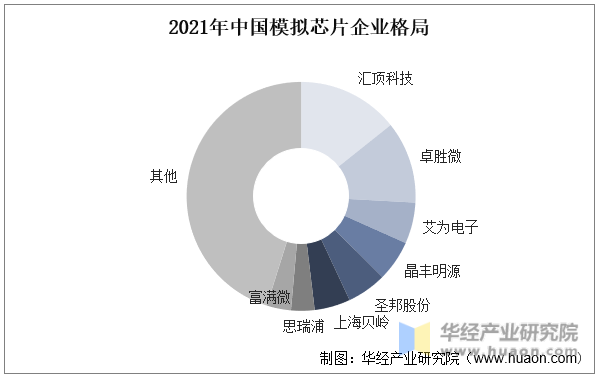 2021年中国模拟芯片企业格局
汇顶科技
卓胜微
艾为电子
晶丰明源
圣邦股份
上海贝岭
思瑞浦
富满微
其他
华经产业研究院
www.huaon.com
制图：华经产业研究院（www.huaon.com）